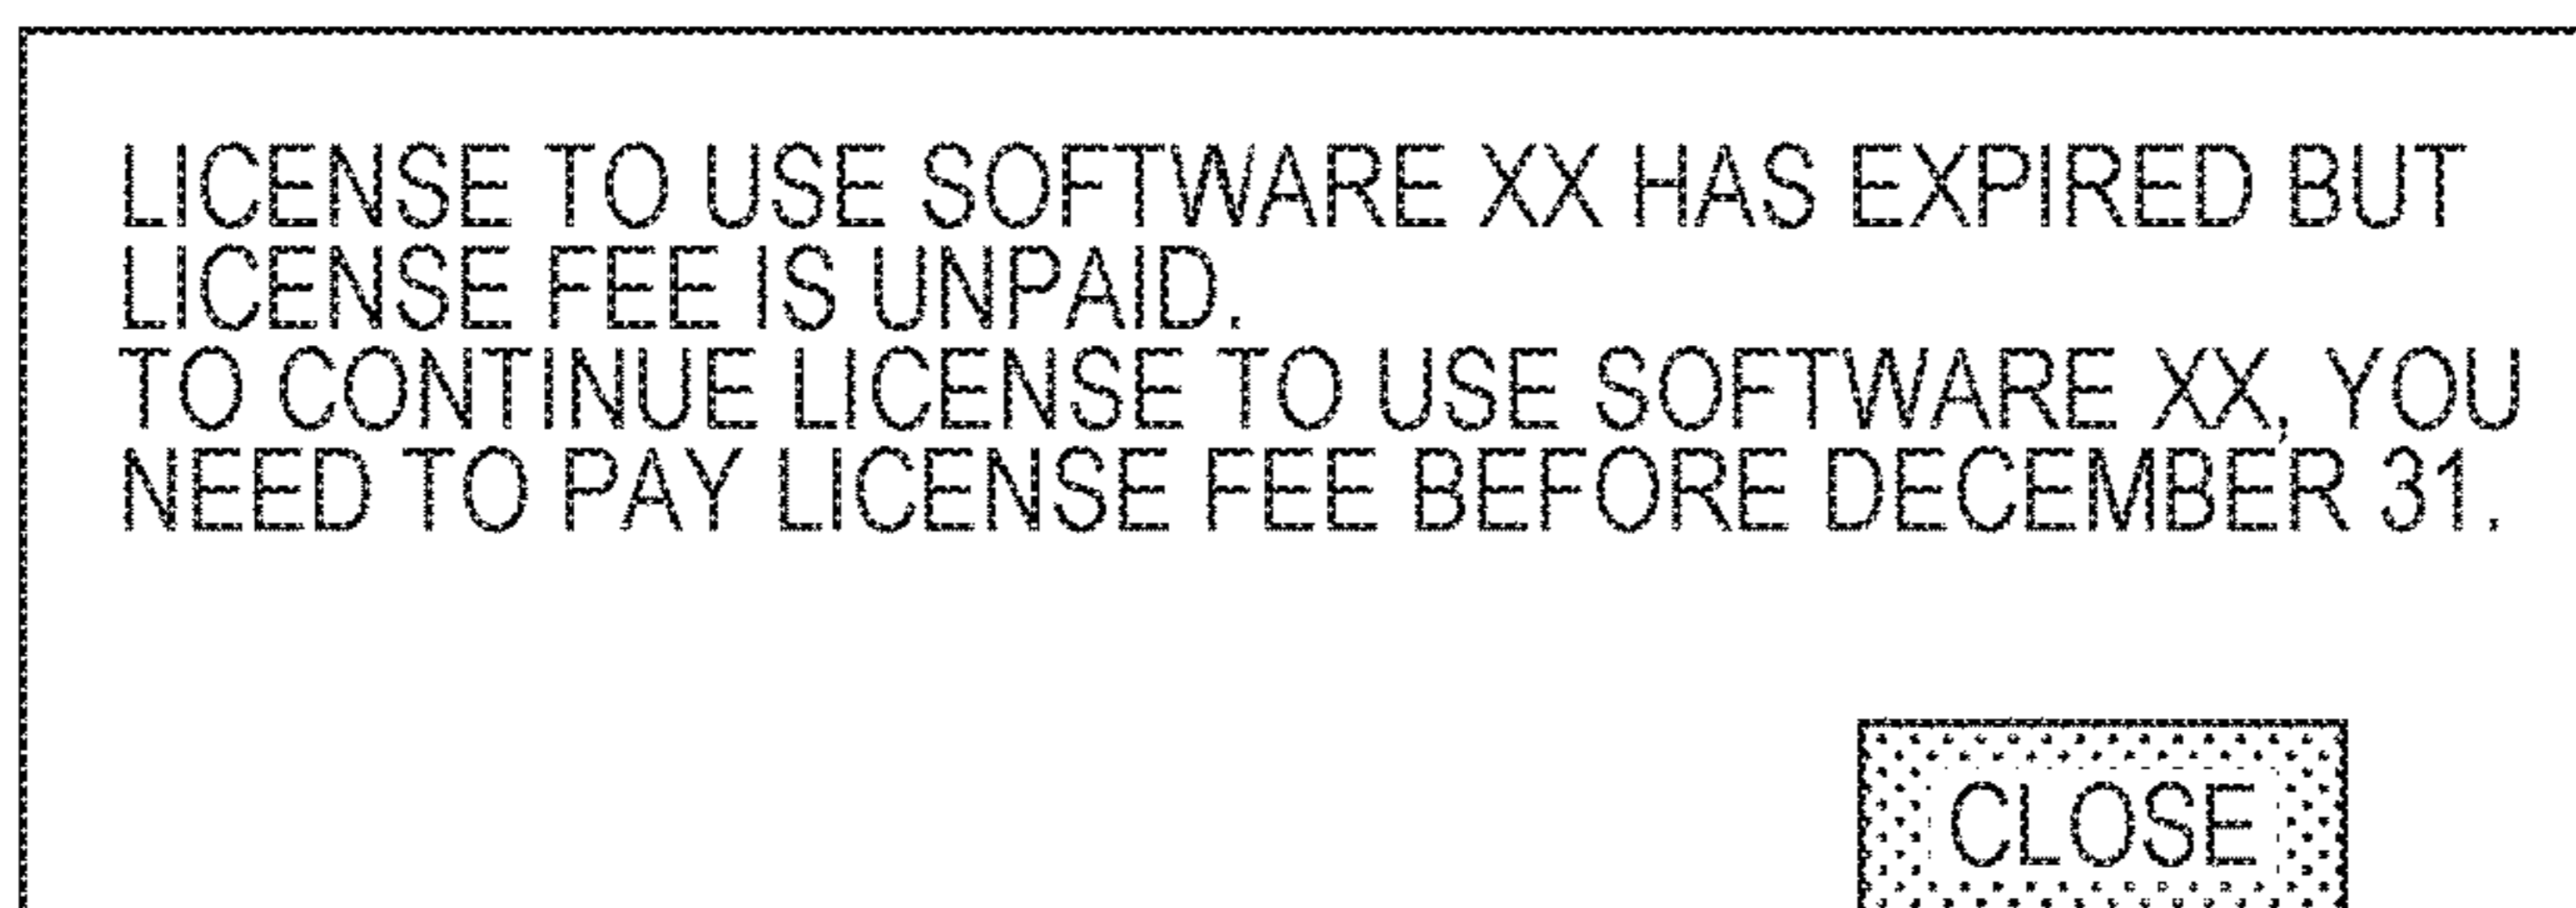 LICENSE TO USE SOFTWARE XX HAS EXPIRED BUT
LICENSE FEE IS UNPAID.
TO CONTINUE LICENSE TO USE SOFTWARE XX, YOU
NEED TO PAY LICENSE FEE BEFORE DECEMBER 31.
CLOSE